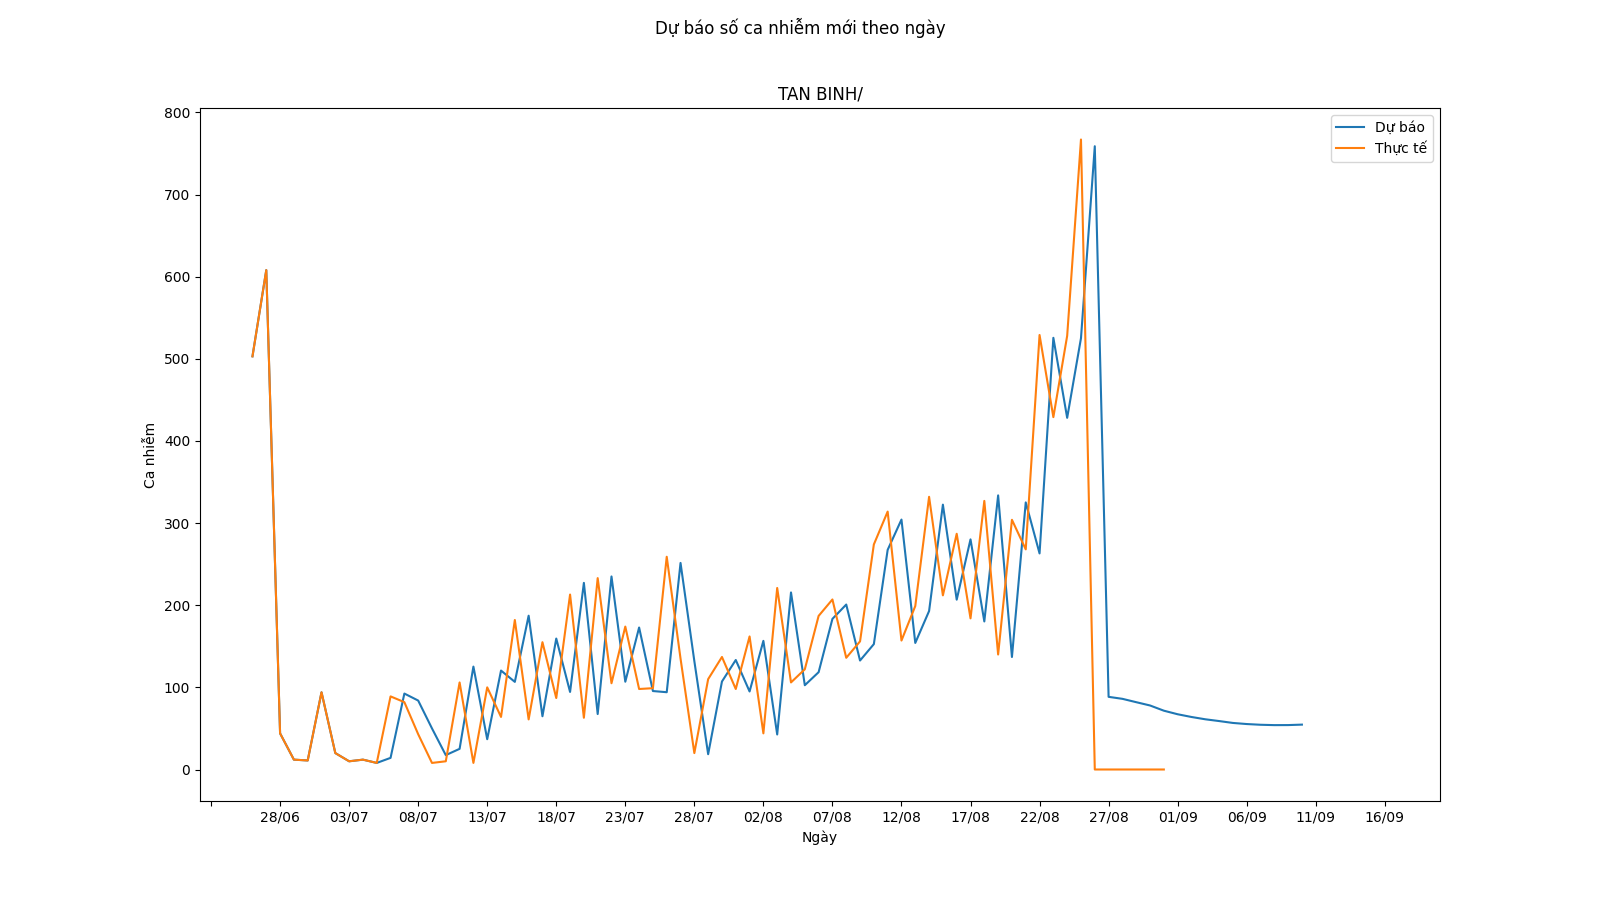 Dự báo số ca nhiễm mới theo ngày
TAN BINH/
Dự báo
Thực tế
800
700
600
500
400
300
200
100
0
Ca nhiễm
28/06 03/07 08/07 13/07 18/07 23/07 28/07 02/08 07/08 12/08 17/08 22/08 27/08 01/09 06/09 11/09 16/09
Ngày